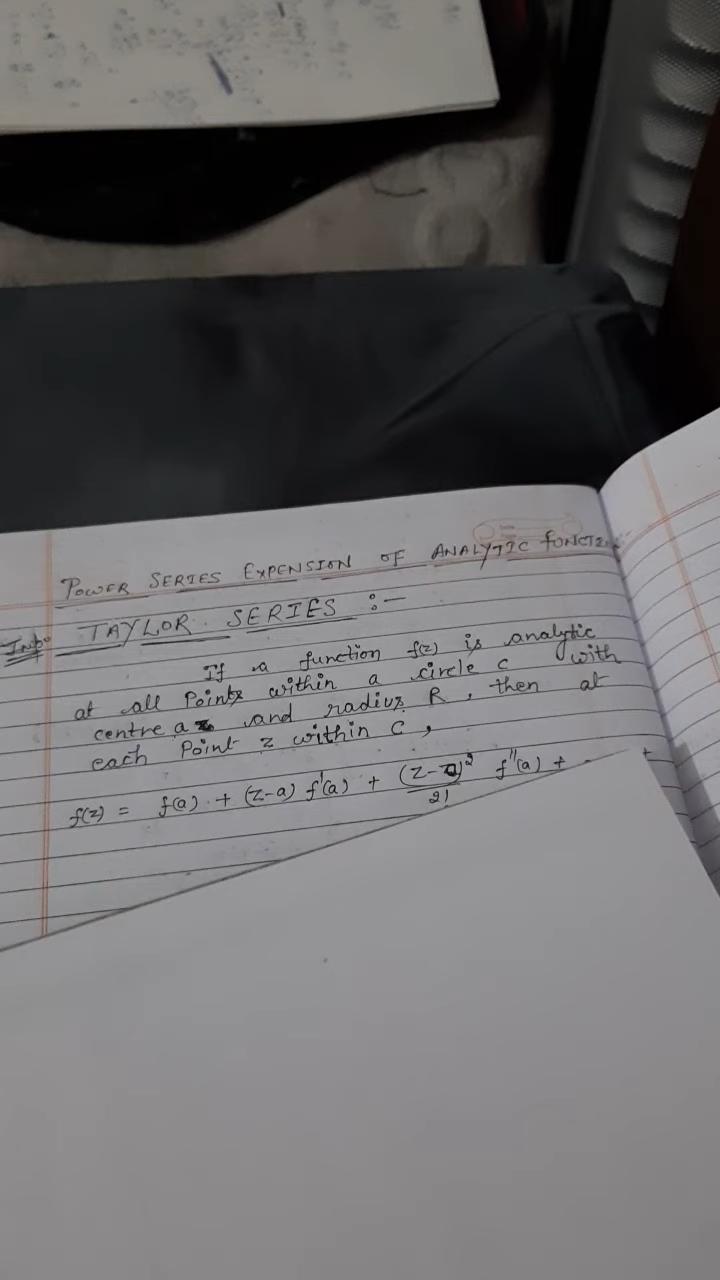 POWER SERIES EXPENSION OF ANALYTIC FUNCTI
Imp. TAYLOR SERIES :-
If a function f(z) is analytic
at all Points within a circle C with
centre a and radius R, then at
each Point z within C,
f(z) = f(a) + (z-a) f'(a) + (z-a)² / 2! f''(a) +